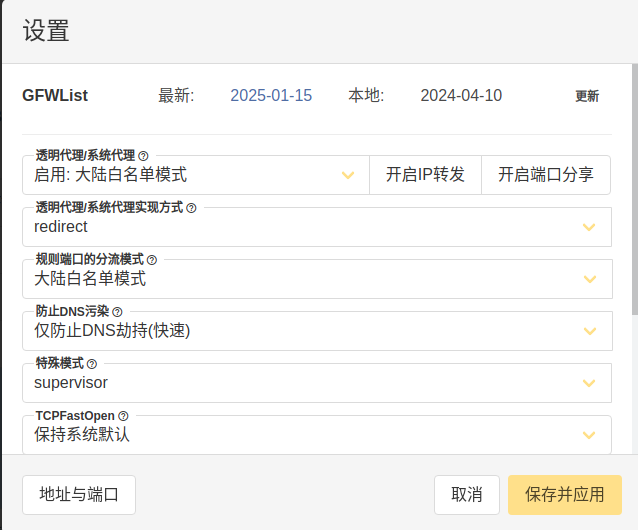 设置
GFWList 最新: 2025-01-15 本地: 2024-04-10 更新
透明代理/系统代理
启用: 大陆白名单模式 开启IP转发 开启端口分享
透明代理/系统代理实现方式
redirect
规则端口的分流模式
大陆白名单模式
防止DNS污染
仅防止DNS劫持(快速)
特殊模式
supervisor
TCPFastOpen
保持系统默认
地址与端口 取消 保存并应用